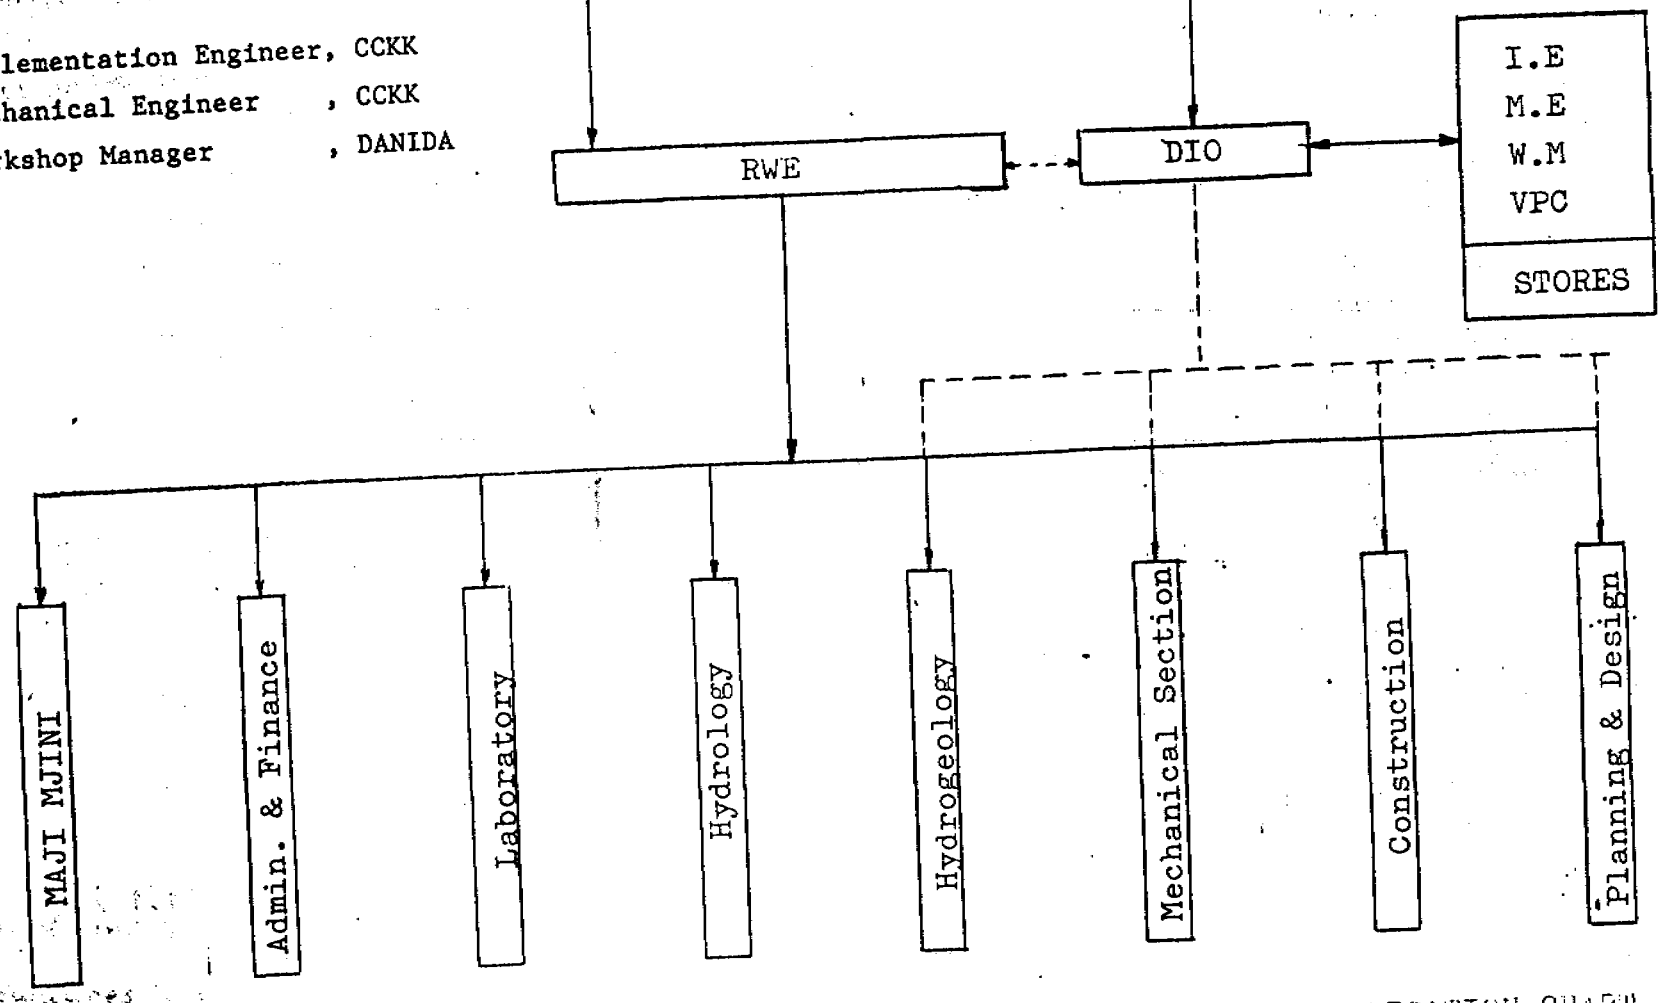 lementation Engineer, CCKK
hanical Engineer , CCKK
rkshop Manager , DANIDA
RWE
DIO
I.E
M.E
W.M
VPC
STORES
MAJI MJINI
Admin. & Finance
Laboratory
Hydrology
Hydrogeology
Mechanical Section
Construction
Planning & Design